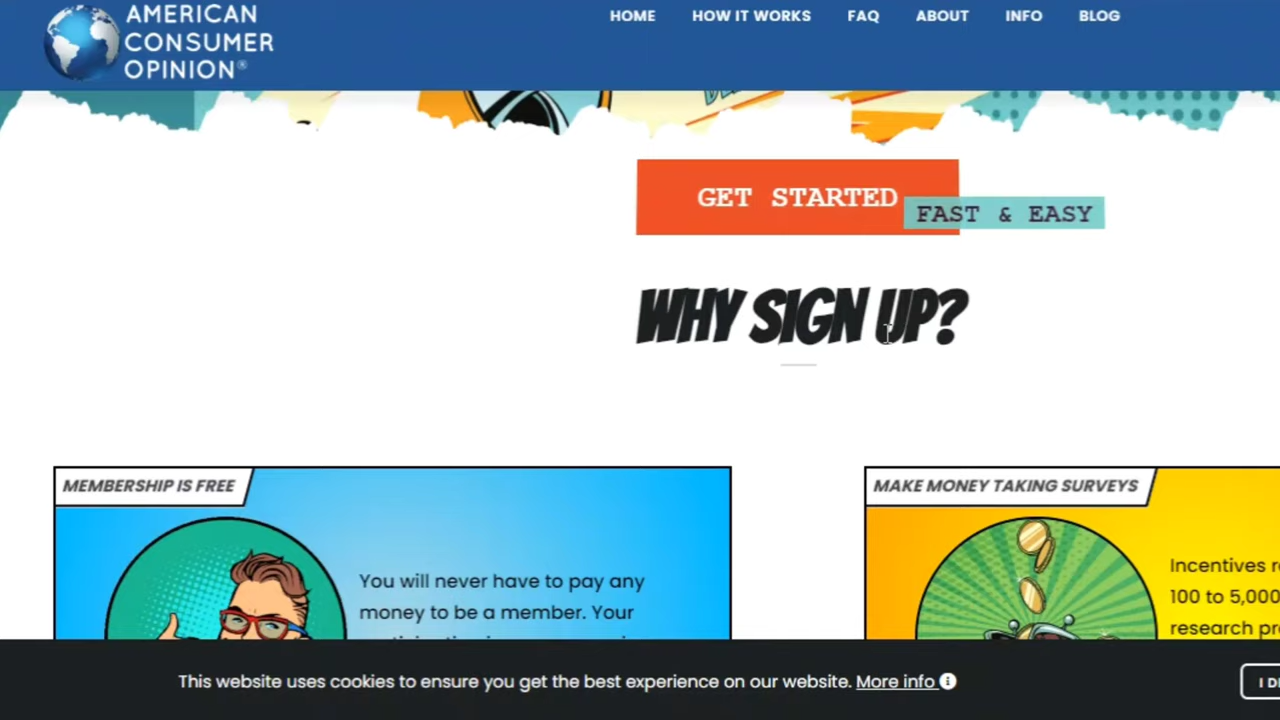 AMERICAN
CONSUMER
OPINION®
HOME HOW IT WORKS FAQ ABOUT INFO BLOG
GET STARTED
FAST & EASY
WHY SIGN UP?
MEMBERSHIP IS FREE
You will never have to pay any
money to be a member. Your
MAKE MONEY TAKING SURVEYS
Incentives
100 to 5,000
research
This website uses cookies to ensure you get the best experience on our website. More info